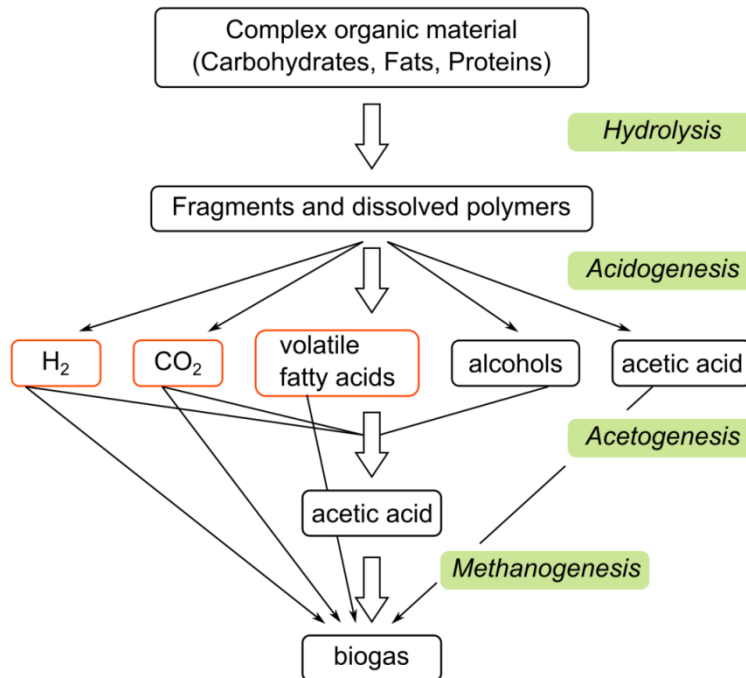 Complex organic material
(Carbohydrates, Fats, Proteins)
Hydrolysis
Fragments and dissolved polymers
Acidogenesis
H₂
CO₂
volatile
fatty acids
alcohols
acetic acid
Acetogenesis
acetic acid
Methanogenesis
biogas